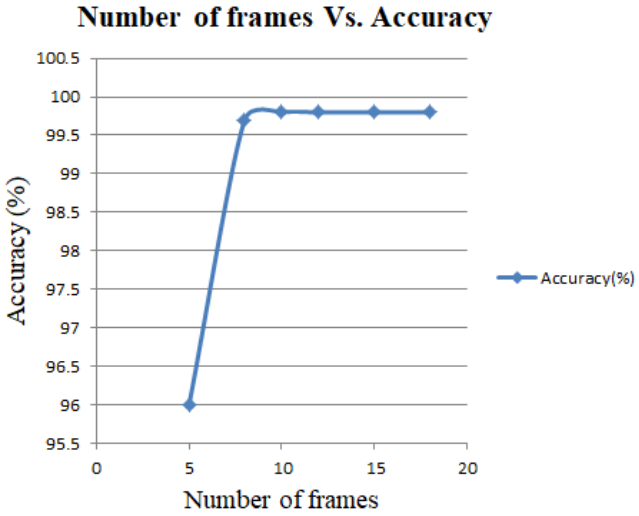 Number of frames Vs. Accuracy
100.5
100
99.5
99
98.5
98
97.5
97
96.5
96
95.5
Accuracy (%)
0 5 10 15 20
Number of frames
Accuracy(%)